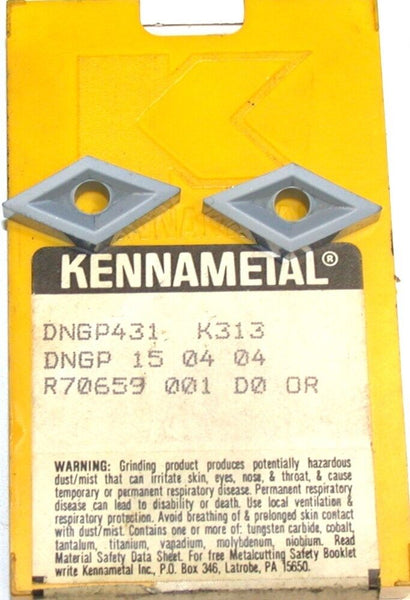 KENNAMETAL®
DNGP431 K313
DNGP 15 04 04
R70659 001 D0 0R
WARNING: Grinding product produces potentially hazardous
dust/mist that can irritate skin, eyes, nose, & throat, & cause
temporary or permanent respiratory disease. Permanent respiratory
disease can lead to disability or death. Use local ventilation &
respiratory protection. Avoid breathing of & prolonged skin contact
with dust/mist. Contains one or more of: tungsten carbide, cobalt,
tantalum, titanium, vapadium, molybdenum, niobium. Read
Material Safety Data Sheet. For free Metalcutting Safety Booklet
write Kennametal Inc., P.O. Box 346, Latrobe, PA 15650.